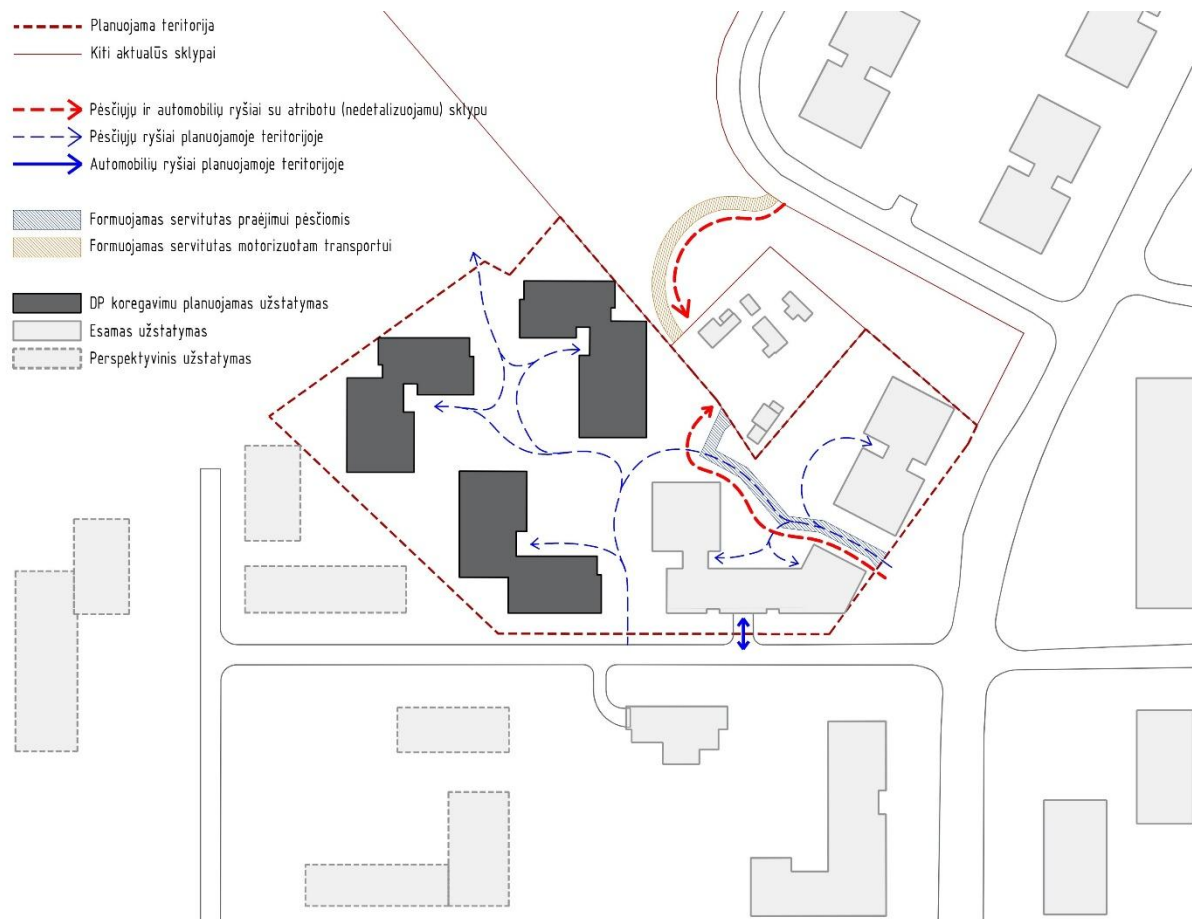 Planuojama teritorija
Kiti aktualūs sklypai
Pėsčiųjų ir automobilių ryšiai su atribotu (nedetalizuojamu) sklypu
Pėsčiųjų ryšiai planuojamoje teritorijoje
Automobilių ryšiai planuojamoje teritorijoje
Formuojamas servitutas praėjimui pėsčiomis
Formuojamas servitutas motorizuotam transportui
DP koregavimu planuojamas užstatymas
Esamas užstatymas
Perspektyvinis užstatymas